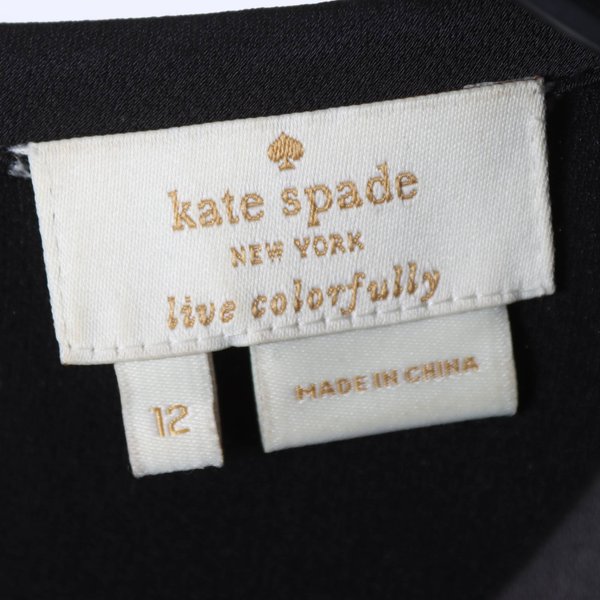 kate spade
NEW YORK
live colorfully
12
MADE IN CHINA